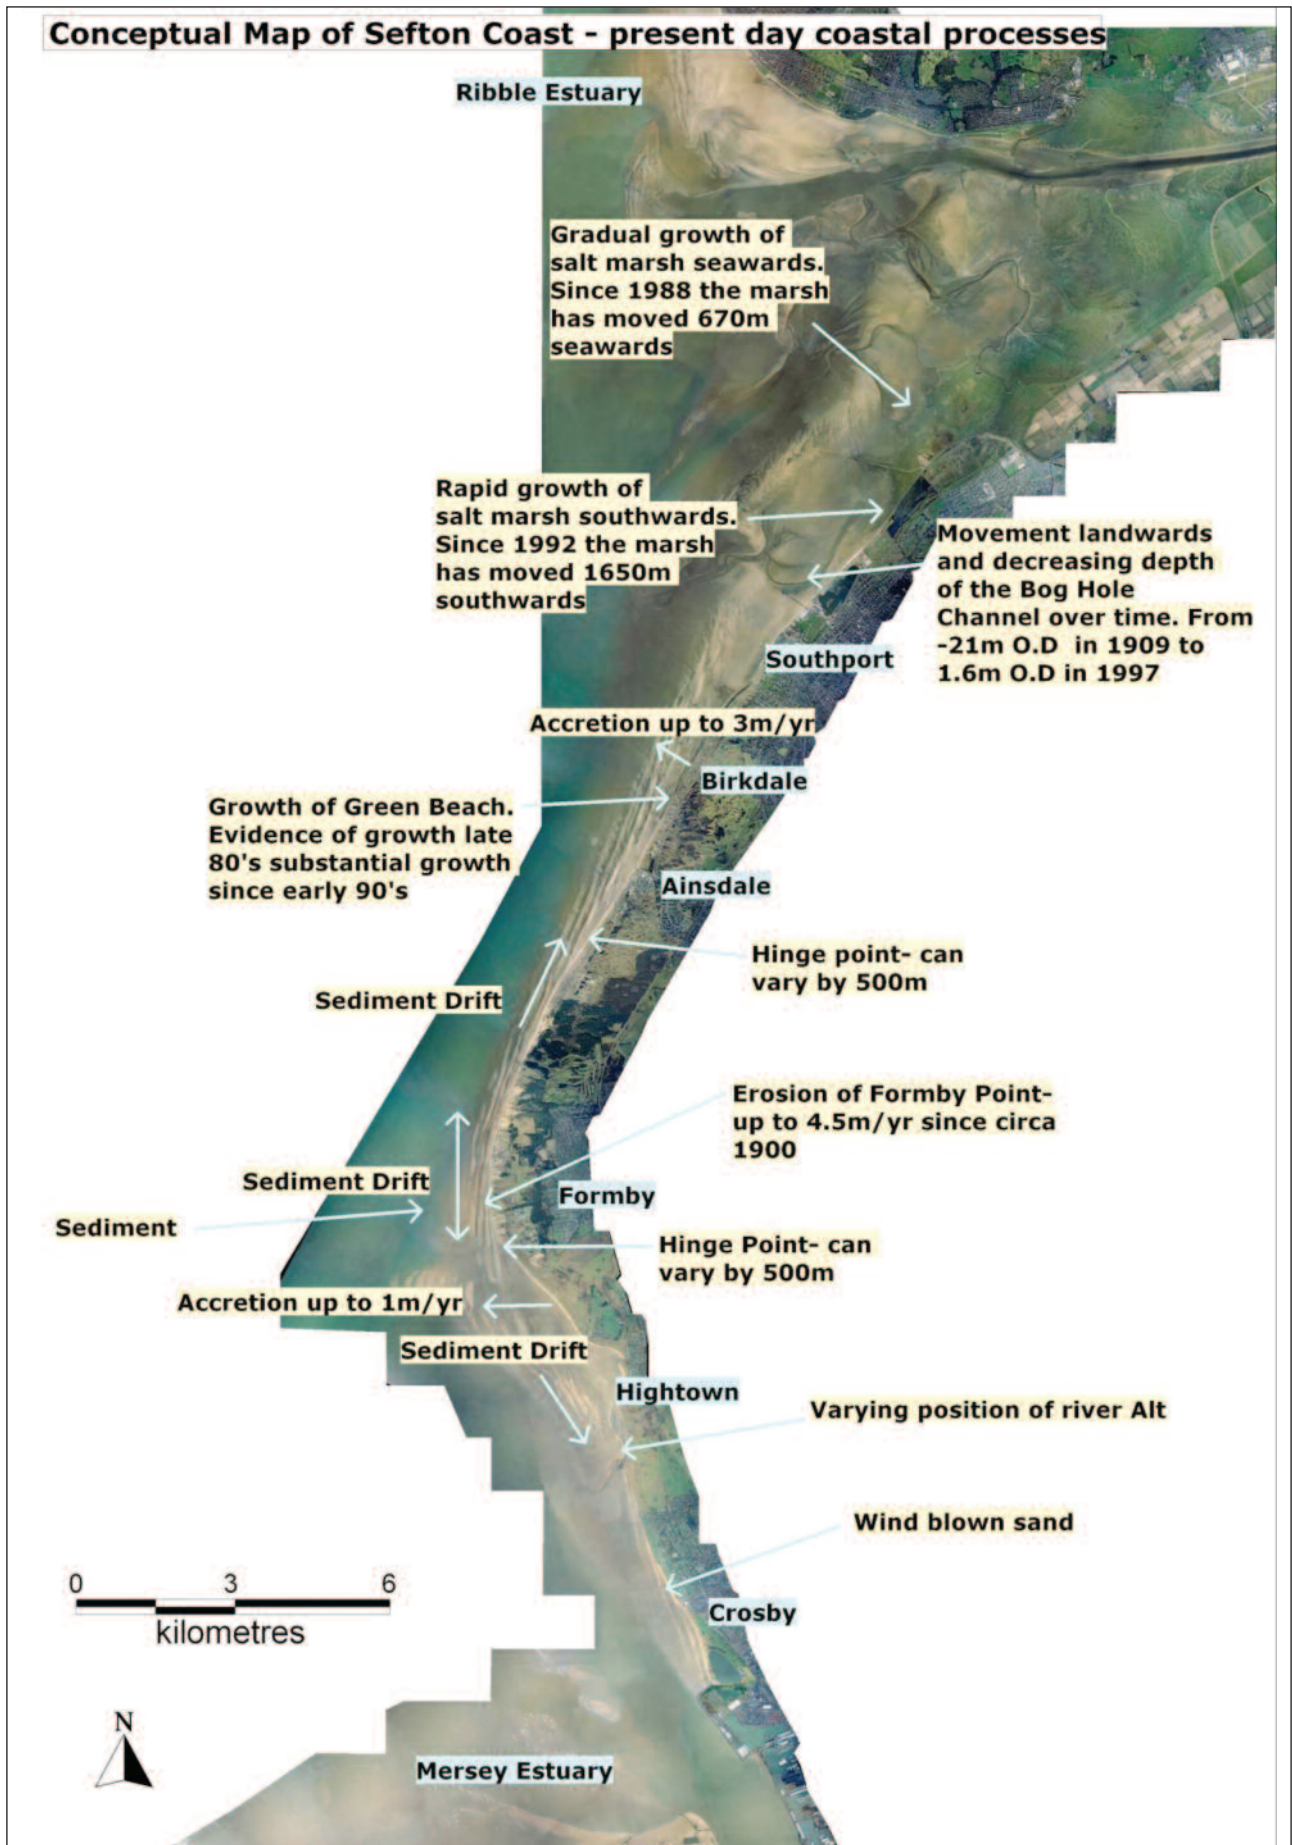 Conceptual Map of Sefton Coast - present day coastal processes
Ribble Estuary
Gradual growth of
salt marsh seawards.
Since 1988 the marsh
has moved 670m
seawards
Rapid growth of
salt marsh southwards.
Since 1992 the marsh
has moved 1650m
southwards
Movement landwards
and decreasing depth
of the Bog Hole
Channel over time. From
-21m O.D in 1909 to
1.6m O.D in 1997
Southport
Accretion up to 3m/yr
Birkdale
Growth of Green Beach.
Evidence of growth late
80's substantial growth
since early 90's
Ainsdale
Hinge point- can
vary by 500m
Sediment Drift
Erosion of Formby Point-
up to 4.5m/yr since circa
1900
Sediment Drift
Formby
Sediment
Hinge Point- can
vary by 500m
Accretion up to 1m/yr
Sediment Drift
Hightown
Varying position of river Alt
Wind blown sand
Crosby
0 3 6
kilometres
N
Mersey Estuary